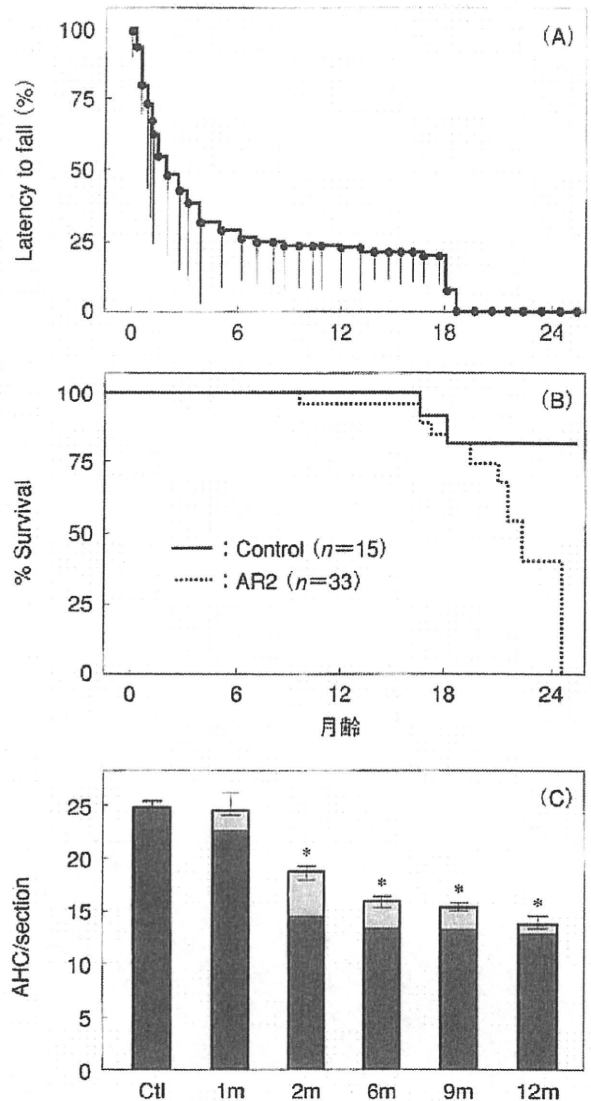 (A)
Latency to fall (%)
100
75
50
25
0
0 6 12 18 24
(B)
% Survival
100
75
50
25
0
: Control (n=15)
: AR2 (n=33)
0 6 12 18 24
月齢
(C)
AHC/section
25
20
15
10
5
0
* * * *
Ctl 1m 2m 6m 9m 12m